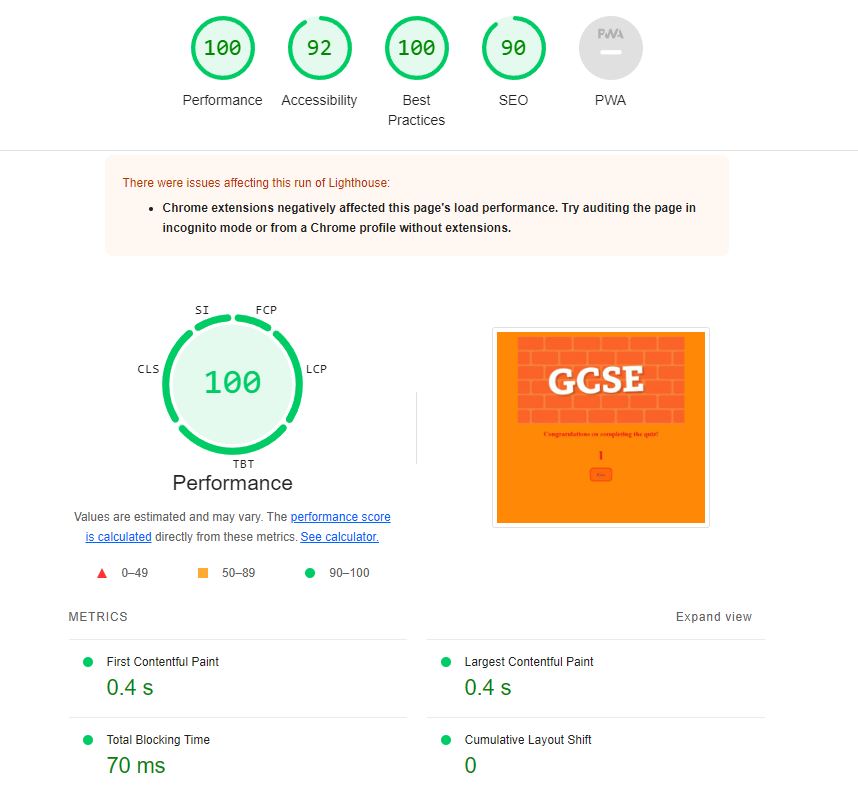 100 92 100 90 PWA
Performance Accessibility Best Practices SEO PWA
There were issues affecting this run of Lighthouse:
• Chrome extensions negatively affected this page's load performance. Try auditing the page in
incognito mode or from a Chrome profile without extensions.
SI FCP
CLS LCP
100
TBT
Performance
Values are estimated and may vary. The performance score
is calculated directly from these metrics. See calculator.
0–49 50–89 90–100
GCSE
Congratulations on completing the quiz!
1
METRICS Expand view
First Contentful Paint Largest Contentful Paint
0.4 s 0.4 s
Total Blocking Time Cumulative Layout Shift
70 ms 0